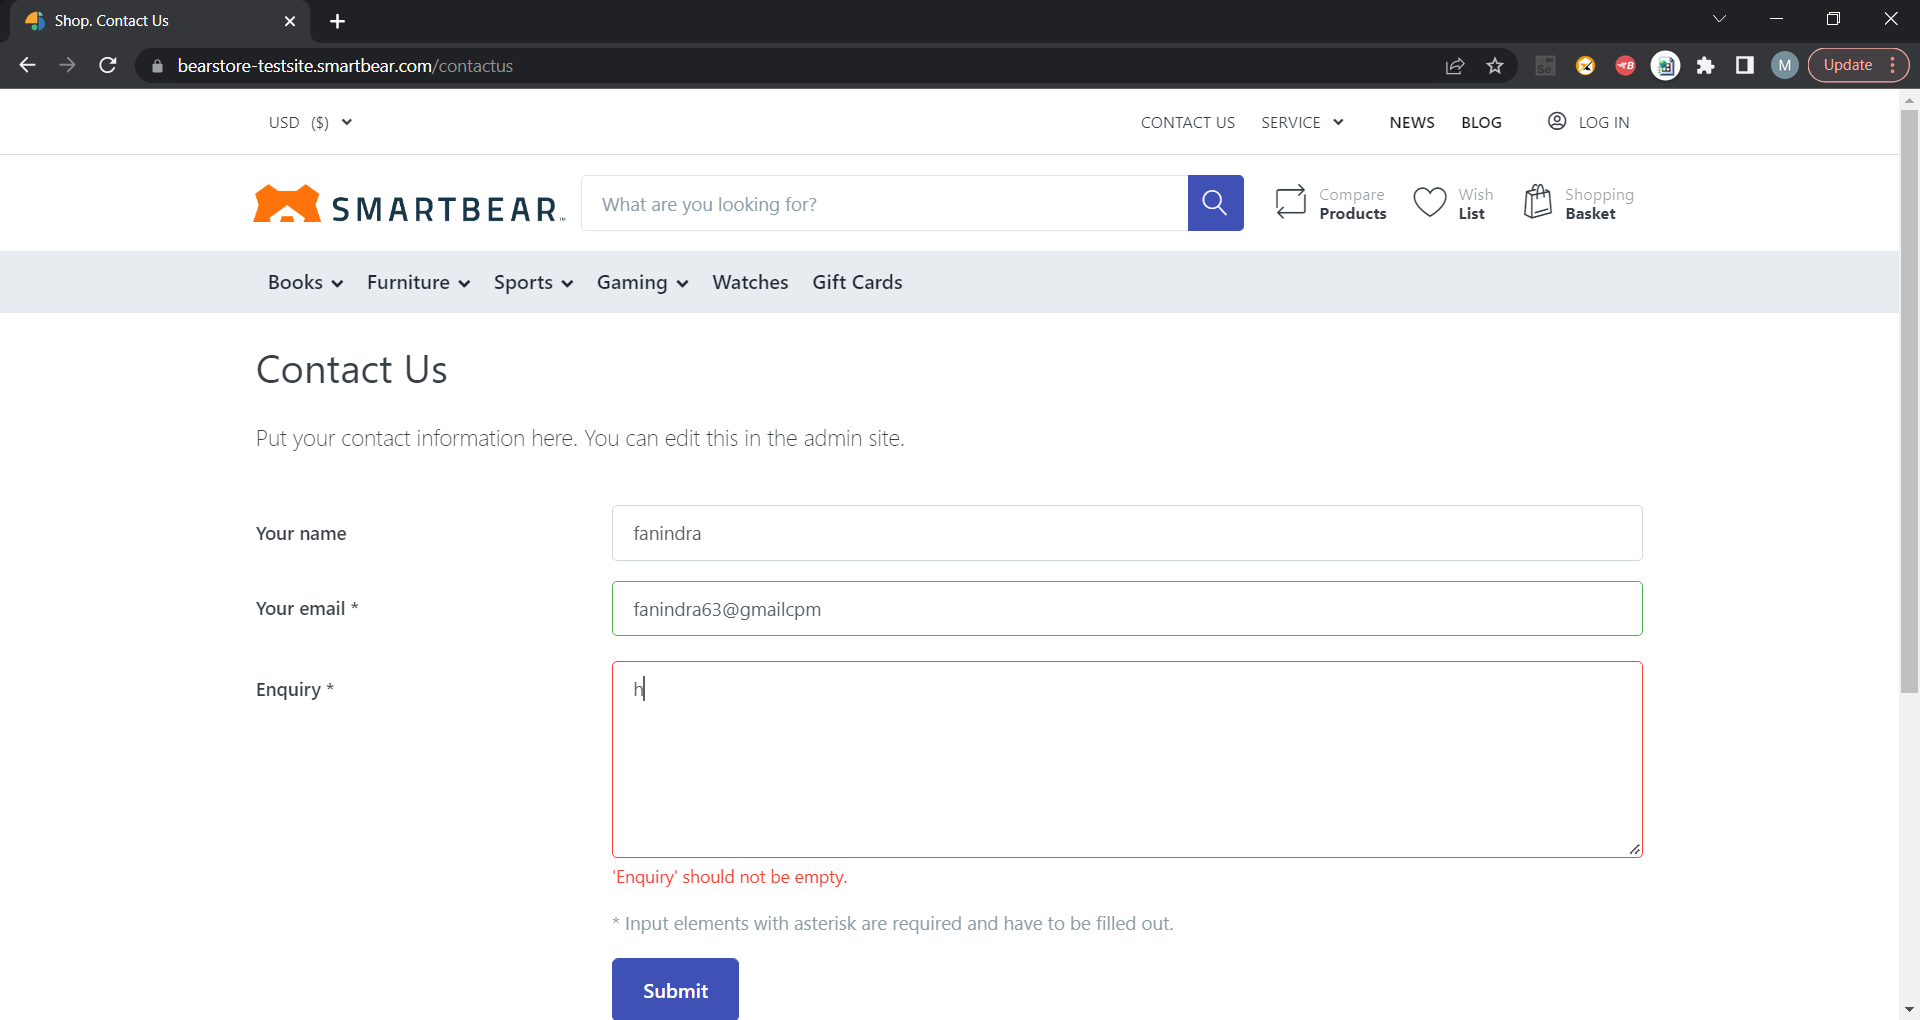 Shop. Contact Us
bearstore-testsite.smartbear.com/contactus
Se
B
M
Update
USD ($)
CONTACT US SERVICE NEWS BLOG LOG IN
SMARTBEAR™
What are you looking for?
Compare
Products
Wish
List
Shopping
Basket
Books Furniture Sports Gaming Watches Gift Cards
Contact Us
Put your contact information here. You can edit this in the admin site.
Your name
fanindra
Your email *
fanindra63@gmailcpm
Enquiry *
h
'Enquiry' should not be empty.
* Input elements with asterisk are required and have to be filled out.
Submit